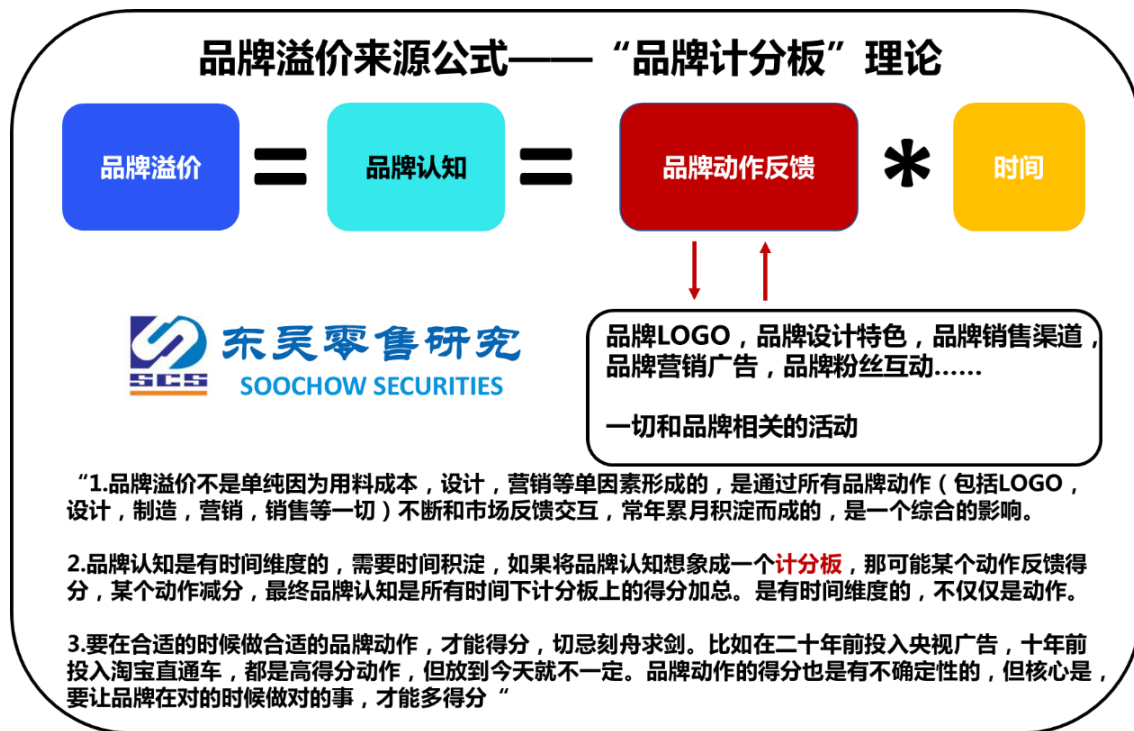 品牌溢价来源公式——“品牌计分板”理论
品牌溢价 = 品牌认知 = 品牌动作反馈 * 时间
品牌LOGO，品牌设计特色，品牌销售渠道，
品牌营销广告，品牌粉丝互动……
一切和品牌相关的活动
SCS
东吴零售研究
SOOCHOW SECURITIES
“1.品牌溢价不是单纯因为用料成本，设计，营销等单因素形成的，是通过所有品牌动作（包括LOGO，
设计，制造，营销，销售等一切）不断和市场反馈交互，常年累月积淀而成的，是一个综合的影响。
2.品牌认知是有时间维度的，需要时间积淀，如果将品牌认知想象成一个计分板，那可能某个动作反馈得
分，某个动作减分，最终品牌认知是所有时间下计分板上的得分加总。是有时间维度的，不仅仅是动作。
3.要在合适的时候做合适的品牌动作，才能得分，切忌刻舟求剑。比如在二十年前投入央视广告，十年前
投入淘宝直通车，都是高得分动作，但放到今天就不一定。品牌动作的得分也是有不确定性的，但核心是，
要让品牌在对的时候做对的事，才能多得分“